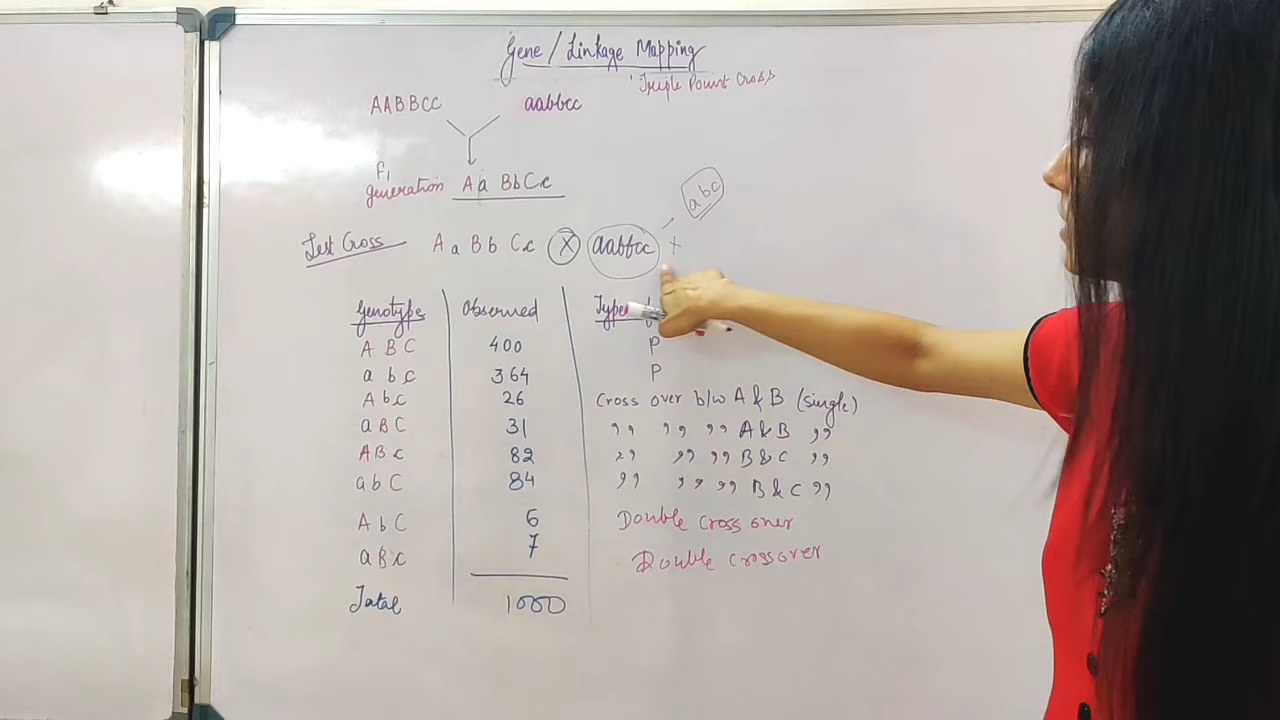 Gene / Linkage Mapping
' Triple Point Cross
AABBCC aabbcc
F1
generation Aa BbCc
abc
Test Cross Aa Bb Cc X aabbcc +
Genotype Observed Type
A B C 400 P
a b c 364 P
A b c 26 Cross over b/w A & B (single)
a B C 31 ,, ,, ,, A & B ,,
A B c 82 ,, ,, ,, B & C ,,
a b C 84 ,, ,, ,, B & C ,,
A b C 6 Double cross over
a B c 7 Double crossover
Total 1000